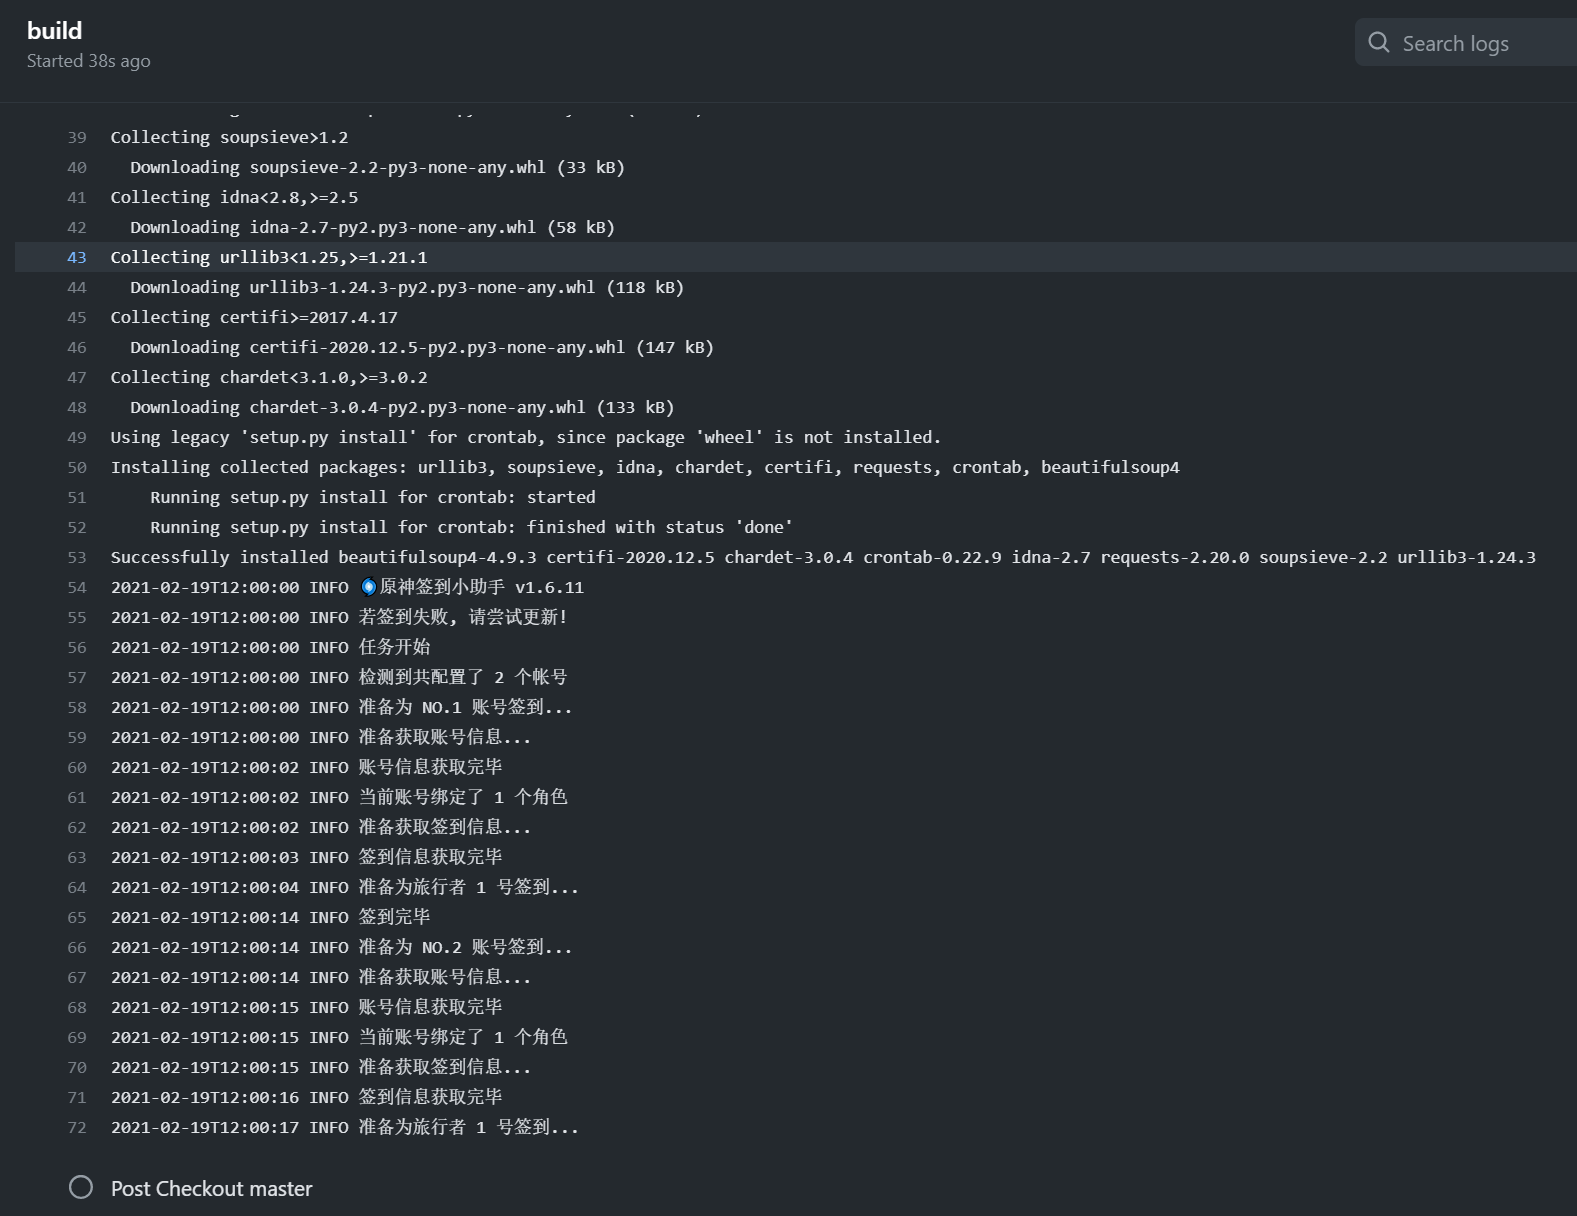 build
Started 38s ago
Search logs
39 Collecting soupsieve>1.2
40 Downloading soupsieve-2.2-py3-none-any.whl (33 kB)
41 Collecting idna<2.8,>=2.5
42 Downloading idna-2.7-py2.py3-none-any.whl (58 kB)
43 Collecting urllib3<1.25,>=1.21.1
44 Downloading urllib3-1.24.3-py2.py3-none-any.whl (118 kB)
45 Collecting certifi>=2017.4.17
46 Downloading certifi-2020.12.5-py2.py3-none-any.whl (147 kB)
47 Collecting chardet<3.1.0,>=3.0.2
48 Downloading chardet-3.0.4-py2.py3-none-any.whl (133 kB)
49 Using legacy 'setup.py install' for crontab, since package 'wheel' is not installed.
50 Installing collected packages: urllib3, soupsieve, idna, chardet, certifi, requests, crontab, beautifulsoup4
51 Running setup.py install for crontab: started
52 Running setup.py install for crontab: finished with status 'done'
53 Successfully installed beautifulsoup4-4.9.3 certifi-2020.12.5 chardet-3.0.4 crontab-0.22.9 idna-2.7 requests-2.20.0 soupsieve-2.2 urllib3-1.24.3
54 2021-02-19T12:00:00 INFO 🌀原神签到小助手 v1.6.11
55 2021-02-19T12:00:00 INFO 若签到失败, 请尝试更新!
56 2021-02-19T12:00:00 INFO 任务开始
57 2021-02-19T12:00:00 INFO 检测到共配置了 2 个帐号
58 2021-02-19T12:00:00 INFO 准备为 NO.1 账号签到...
59 2021-02-19T12:00:00 INFO 准备获取账号信息...
60 2021-02-19T12:00:02 INFO 账号信息获取完毕
61 2021-02-19T12:00:02 INFO 当前账号绑定了 1 个角色
62 2021-02-19T12:00:02 INFO 准备获取签到信息...
63 2021-02-19T12:00:03 INFO 签到信息获取完毕
64 2021-02-19T12:00:04 INFO 准备为旅行者 1 号签到...
65 2021-02-19T12:00:14 INFO 签到完毕
66 2021-02-19T12:00:14 INFO 准备为 NO.2 账号签到...
67 2021-02-19T12:00:14 INFO 准备获取账号信息...
68 2021-02-19T12:00:15 INFO 账号信息获取完毕
69 2021-02-19T12:00:15 INFO 当前账号绑定了 1 个角色
70 2021-02-19T12:00:15 INFO 准备获取签到信息...
71 2021-02-19T12:00:16 INFO 签到信息获取完毕
72 2021-02-19T12:00:17 INFO 准备为旅行者 1 号签到...
Post Checkout master